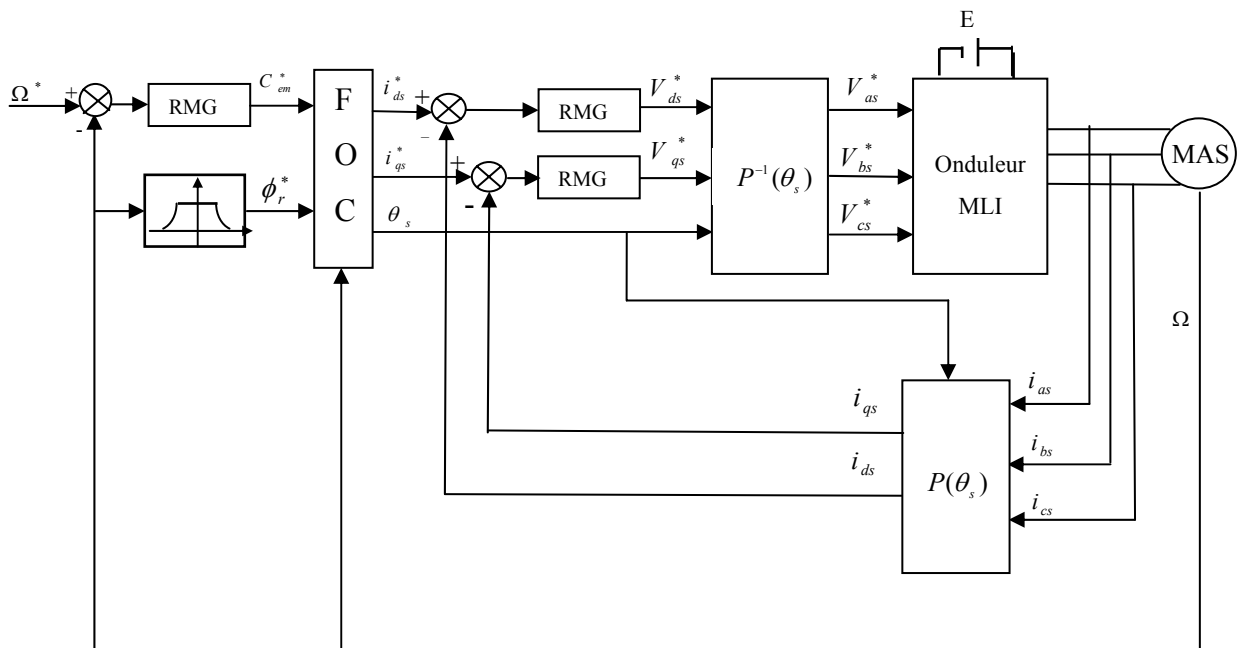 E
Ω* + -
RMG
C*em
F
O
C
i*ds + −
RMG
V*ds
i*qs + -
RMG
V*qs
θs
P⁻¹(θs)
V*as
V*bs
V*cs
Onduleur
MLI
MAS
ϕ*r
Ω
iqs
ids
P(θs)
ias
ibs
ics